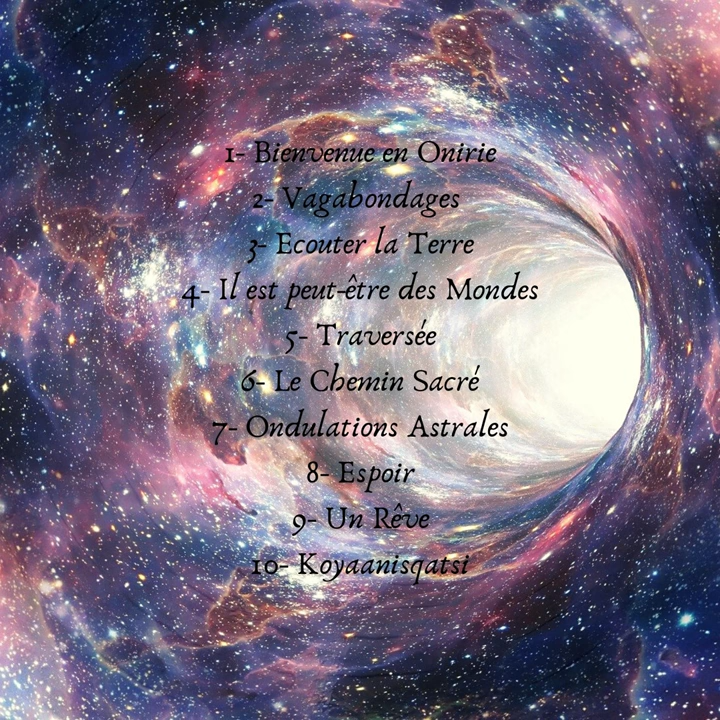 1- Bienvenue en Onirie
2- Vagabondages
3- Ecouter la Terre
4- Il est peut-être des Mondes
5- Traversée
6- Le Chemin Sacré
7- Ondulations Astrales
8- Espoir
9- Un Rêve
10- Koyaanisqatsi